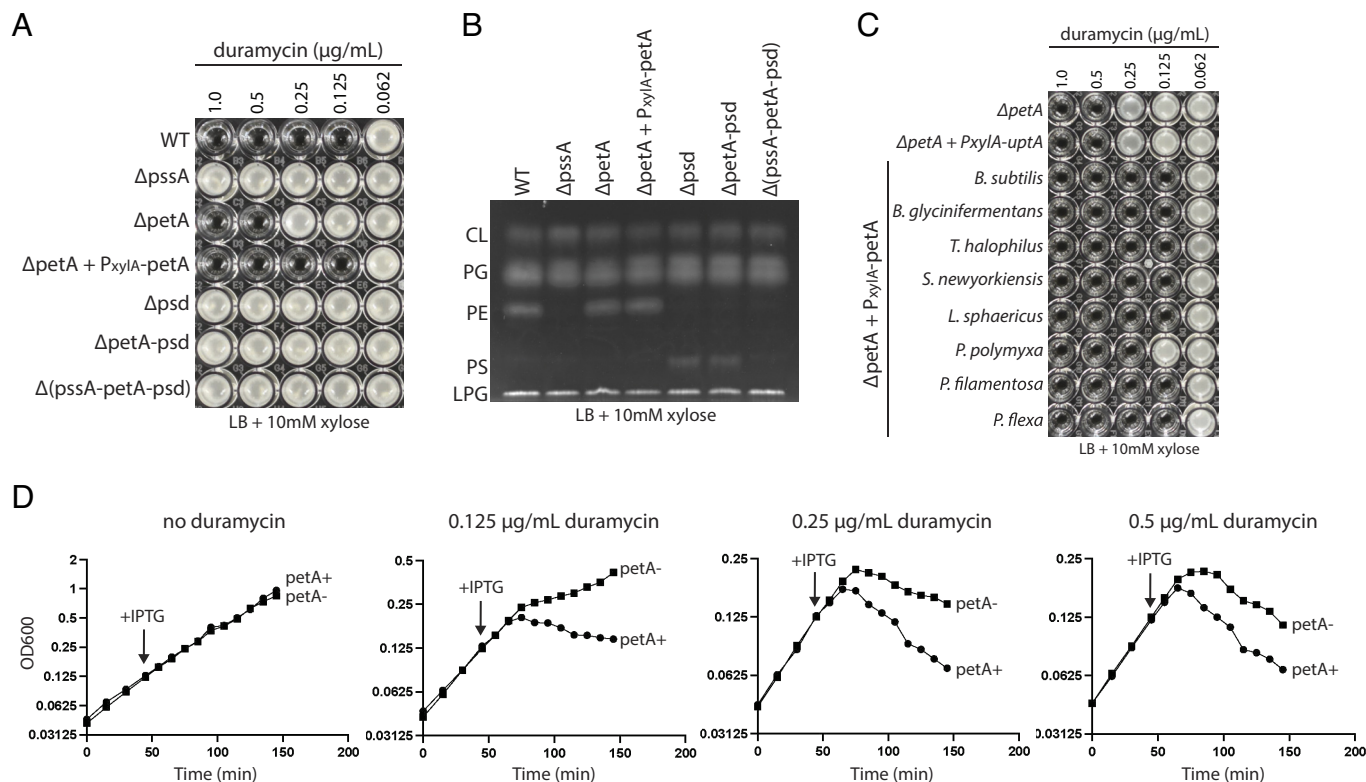 A
duramycin (µg/mL)
1.0
0.5
0.25
0.125
0.062
WT
ΔpssA
ΔpetA
ΔpetA + PxylA-petA
Δpsd
ΔpetA-psd
Δ(pssA-petA-psd)
LB + 10mM xylose
B
WT
ΔpssA
ΔpetA
ΔpetA + PxylA-petA
Δpsd
ΔpetA-psd
Δ(pssA-petA-psd)
CL
PG
PE
PS
LPG
LB + 10mM xylose
C
duramycin (µg/mL)
1.0
0.5
0.25
0.125
0.062
ΔpetA
ΔpetA + PxylA-uptA
ΔpetA + PxylA-petA
B. subtilis
B. glycinifermentans
T. halophilus
S. newyorkiensis
L. sphaericus
P. polymyxa
P. filamentosa
P. flexa
LB + 10mM xylose
D
no duramycin
OD600
2
1
0.5
0.25
0.125
0.0625
0.03125
+IPTG
petA+
petA-
0
50
100
150
200
Time (min)
0.125 µg/mL duramycin
0.5
0.25
0.125
0.0625
0.03125
+IPTG
petA-
petA+
0
50
100
150
200
Time (min)
0.25 µg/mL duramycin
0.25
0.125
0.0625
0.03125
+IPTG
petA-
petA+
0
50
100
150
200
Time (min)
0.5 µg/mL duramycin
0.25
0.125
0.0625
.03125
+IPTG
petA-
petA+
0
50
100
150
200
Time (min)